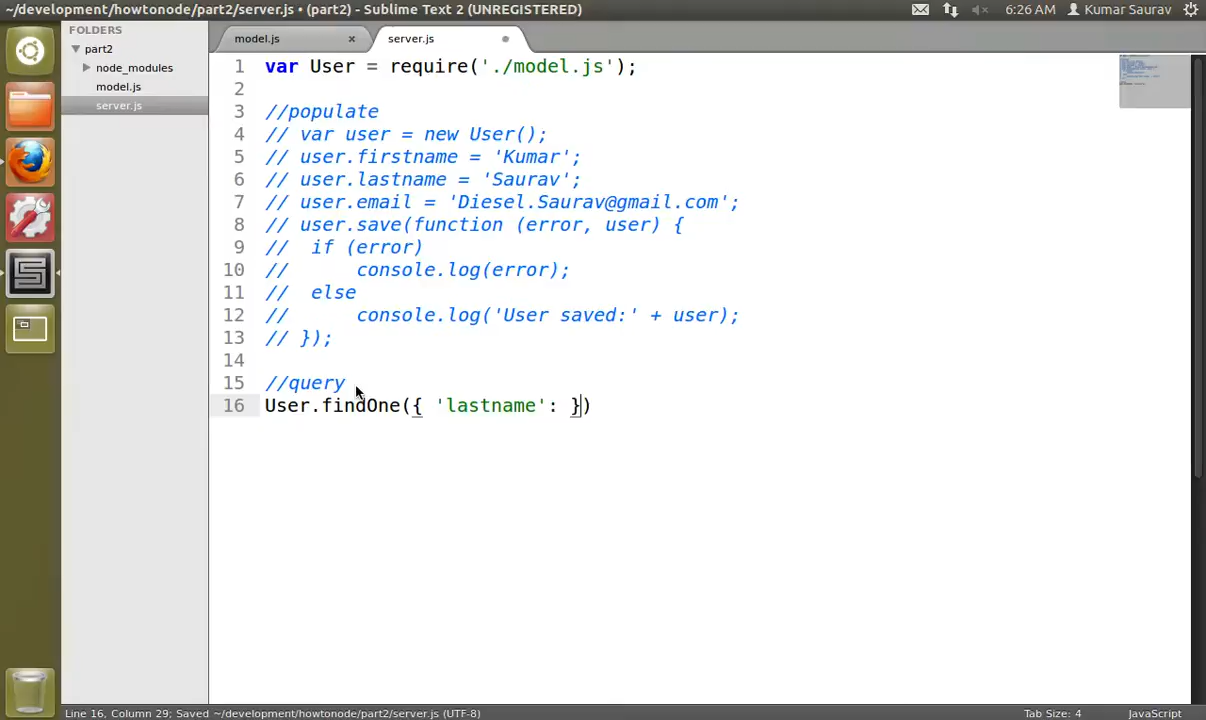 ~/development/howtonode/part2/server.js • (part2) - Sublime Text 2 (UNREGISTERED)
6:26 AM
Kumar Saurav
FOLDERS
part2
node_modules
model.js
server.js
model.js ×
server.js
1 var User = require('./model.js');
2
3 //populate
4 // var user = new User();
5 // user.firstname = 'Kumar';
6 // user.lastname = 'Saurav';
7 // user.email = 'Diesel.Saurav@gmail.com';
8 // user.save(function (error, user) {
9 // if (error)
10 // console.log(error);
11 // else
12 // console.log('User saved:' + user);
13 // });
14
15 //query
16 User.findOne({ 'lastname': })
Line 16, Column 29; Saved ~/development/howtonode/part2/server.js (UTF-8)
Tab Size: 4
JavaScript